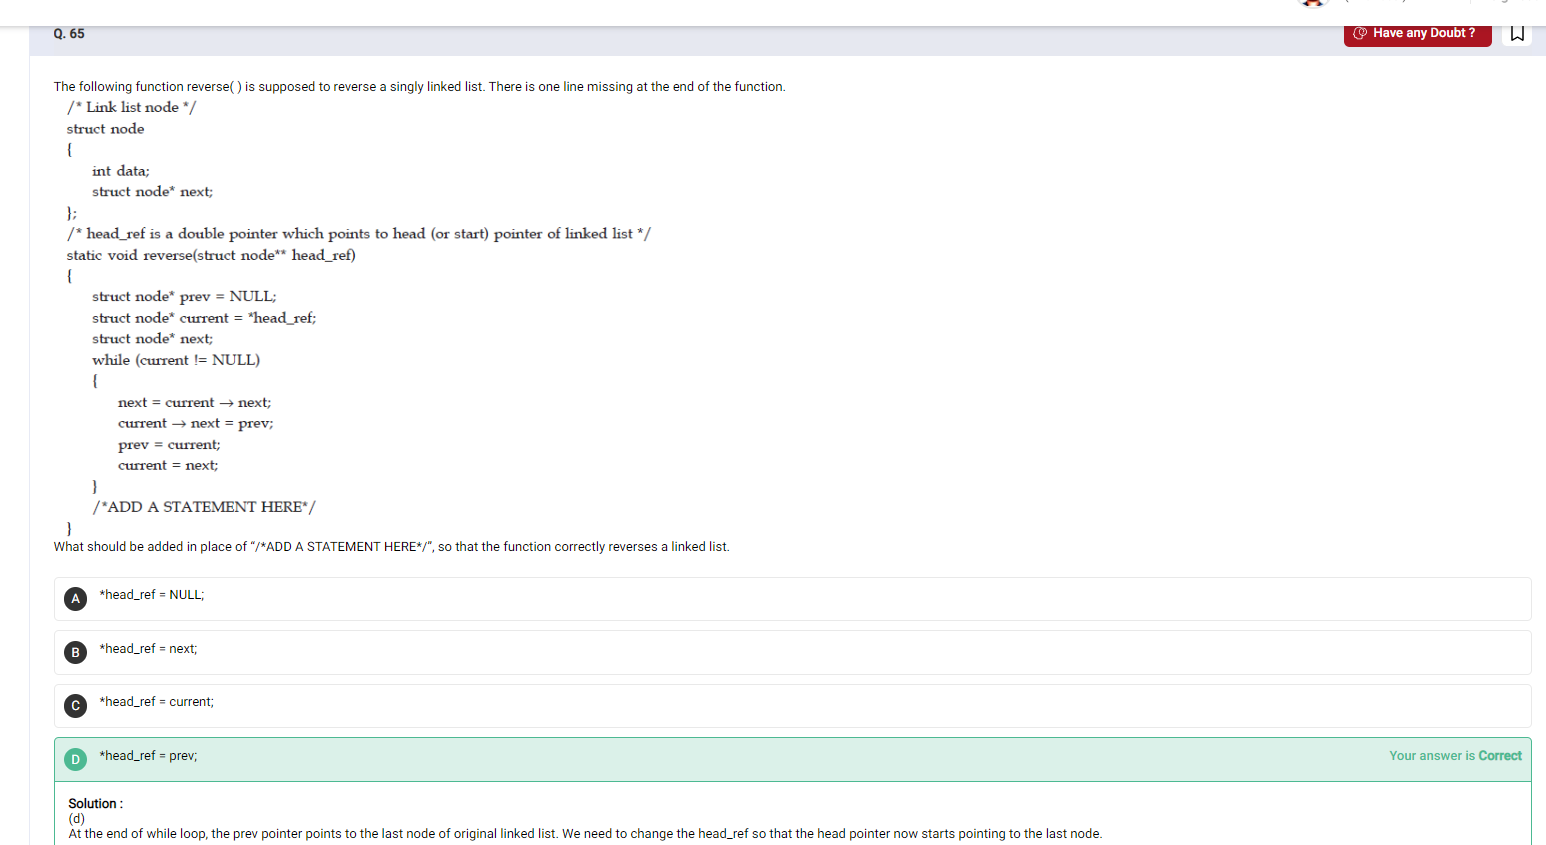 Q. 65
Have any Doubt ?
The following function reverse( ) is supposed to reverse a singly linked list. There is one line missing at the end of the function.
/* Link list node */
struct node
{
int data;
struct node* next;
};
/* head_ref is a double pointer which points to head (or start) pointer of linked list */
static void reverse(struct node** head_ref)
{
struct node* prev = NULL;
struct node* current = *head_ref;
struct node* next;
while (current != NULL)
{
next = current → next;
current → next = prev;
prev = current;
current = next;
}
/*ADD A STATEMENT HERE*/
}
What should be added in place of “/*ADD A STATEMENT HERE*/”, so that the function correctly reverses a linked list.
A *head_ref = NULL;
B *head_ref = next;
C *head_ref = current;
D *head_ref = prev;
Your answer is Correct
Solution :
(d)
At the end of while loop, the prev pointer points to the last node of original linked list. We need to change the head_ref so that the head pointer now starts pointing to the last node.